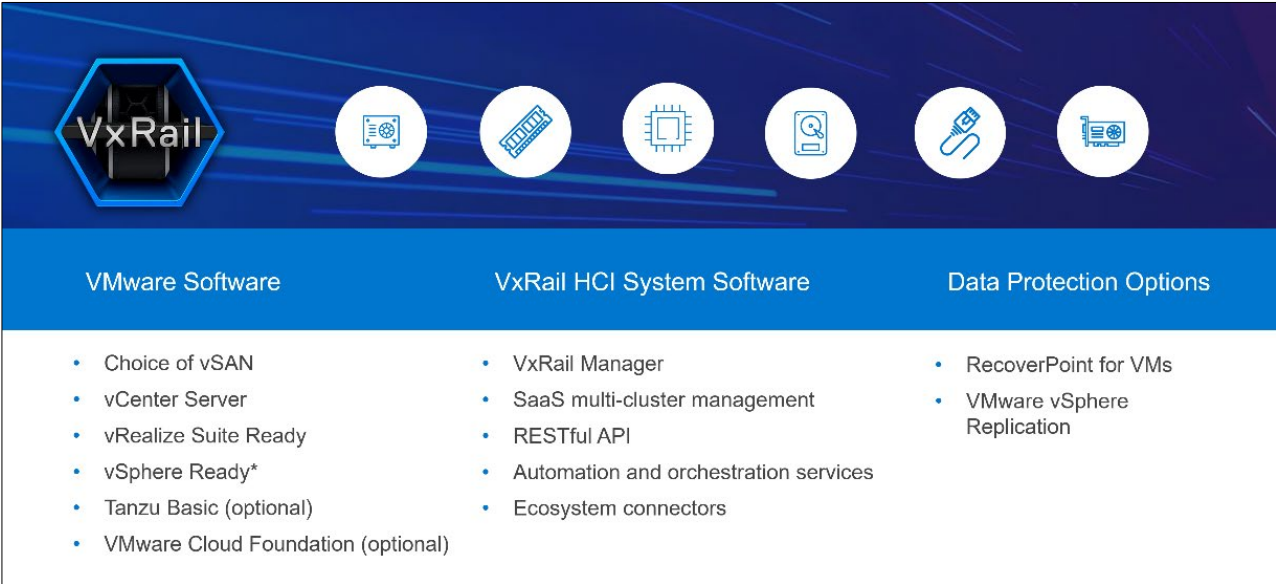 VxRail
VMware Software
VxRail HCI System Software
Data Protection Options
• Choice of vSAN
• vCenter Server
• vRealize Suite Ready
• vSphere Ready*
• Tanzu Basic (optional)
• VMware Cloud Foundation (optional)
• VxRail Manager
• SaaS multi-cluster management
• RESTful API
• Automation and orchestration services
• Ecosystem connectors
• RecoverPoint for VMs
• VMware vSphere
Replication